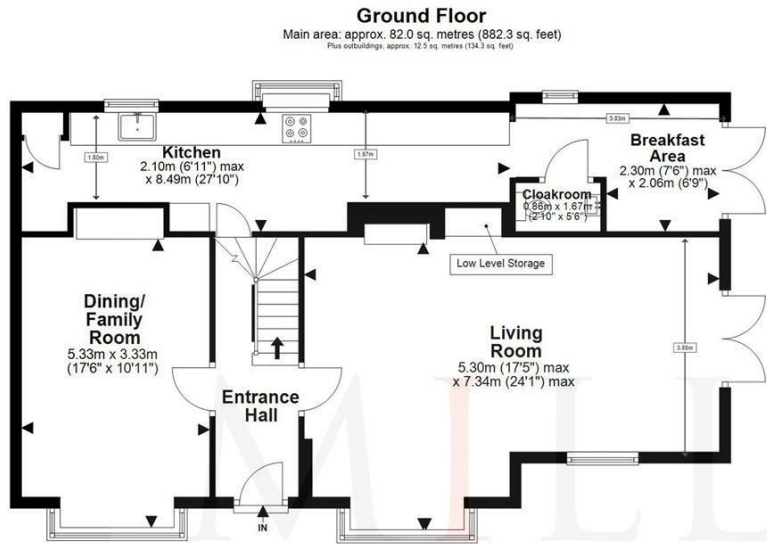 Ground Floor
Main area: approx. 82.0 sq. metres (882.3 sq. feet)
Plus outbuildings, approx. 12.5 sq. metres (134.3 sq. feet)
3.83m
Kitchen
2.10m (6'11") max
x 8.49m (27'10")
1.50m
1.57m
Breakfast
Area
2.30m (7'6") max
x 2.06m (6'9")
Cloakroom
0.86m x 1.67m
(2'10" x 5'6")
Low Level Storage
Dining/
Family
Room
5.33m x 3.33m
(17'6" x 10'11")
Living
Room
5.30m (17'5") max
x 7.34m (24'1") max
Entrance
Hall
IN
MILL